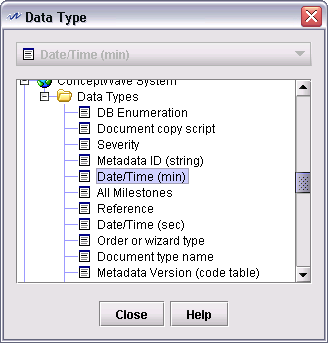 Data Type
Date/Time (min)
ConceptWave System
Data Types
DB Enumeration
Document copy script
Severity
Metadata ID (string)
Date/Time (min)
All Milestones
Reference
Date/Time (sec)
Order or wizard type
Document type name
Metadata Version (code table)
Close Help